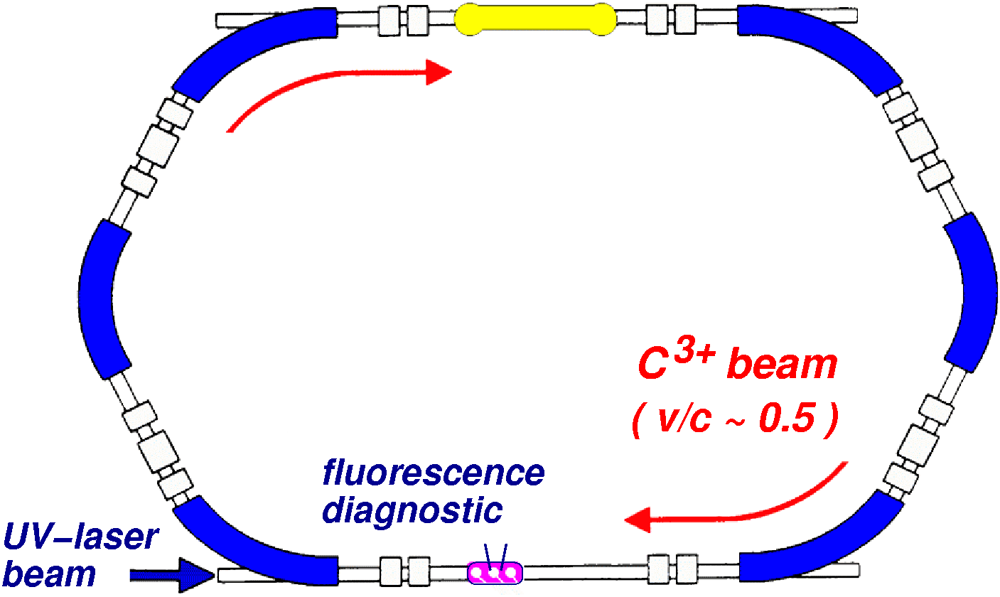 C3+ beam
( v/c ~ 0.5 )
fluorescence
diagnostic
UV–laser
beam